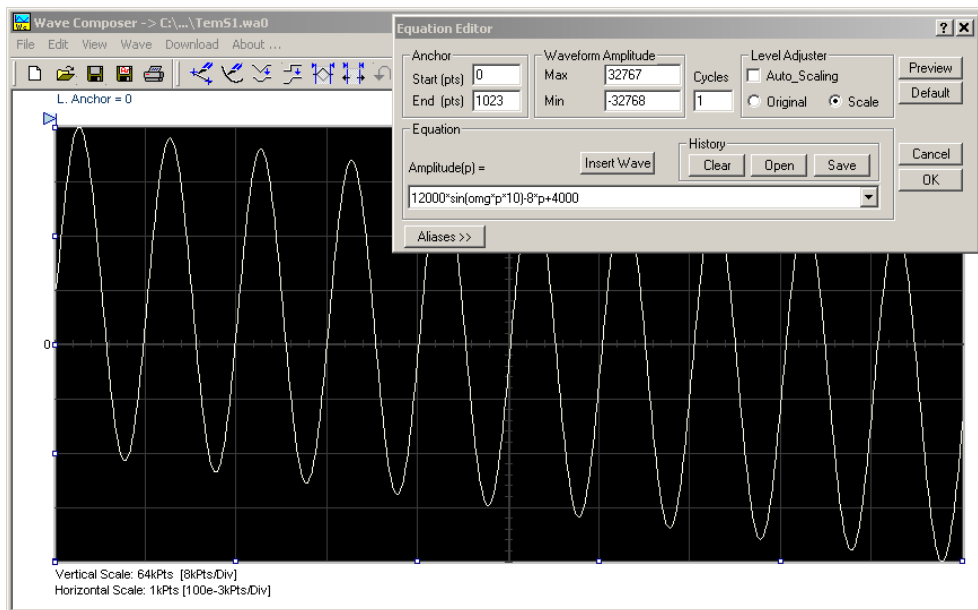 Wave Composer -> C:\...\TemS1.wa0
File Edit View Wave Download About ...
L. Anchor = 0
0
Vertical Scale: 64kPts [8kPts/Div]
Horizontal Scale: 1kPts [100e-3kPts/Div]
Equation Editor
Anchor
Start (pts) 0
End (pts) 1023
Waveform Amplitude
Max 32767
Min -32768
Cycles
1
Level Adjuster
Auto_Scaling
Original Scale
Preview
Default
Equation
Amplitude(p) =
Insert Wave
History
Clear Open Save
Cancel
OK
12000*sin(omg*p*10)-8*p+4000
Aliases >>